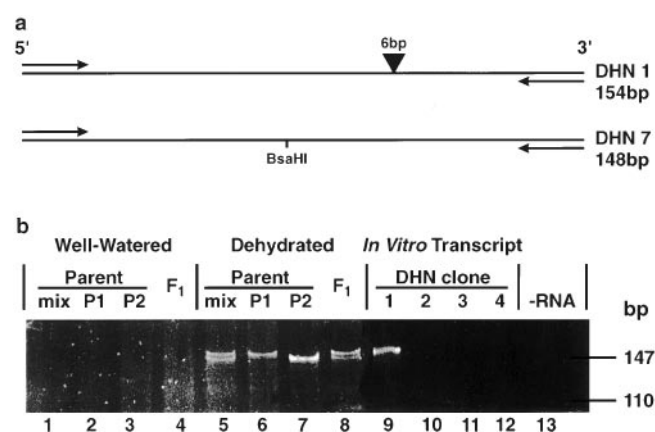 a
5' 6bp 3'
DHN 1
154bp
DHN 7
BsaHI 148bp
b
Well-Watered Dehydrated In Vitro Transcript
Parent F1 Parent F1 DHN clone
mix P1 P2 mix P1 P2 1 2 3 4 -RNA bp
147
110
1 2 3 4 5 6 7 8 9 10 11 12 13